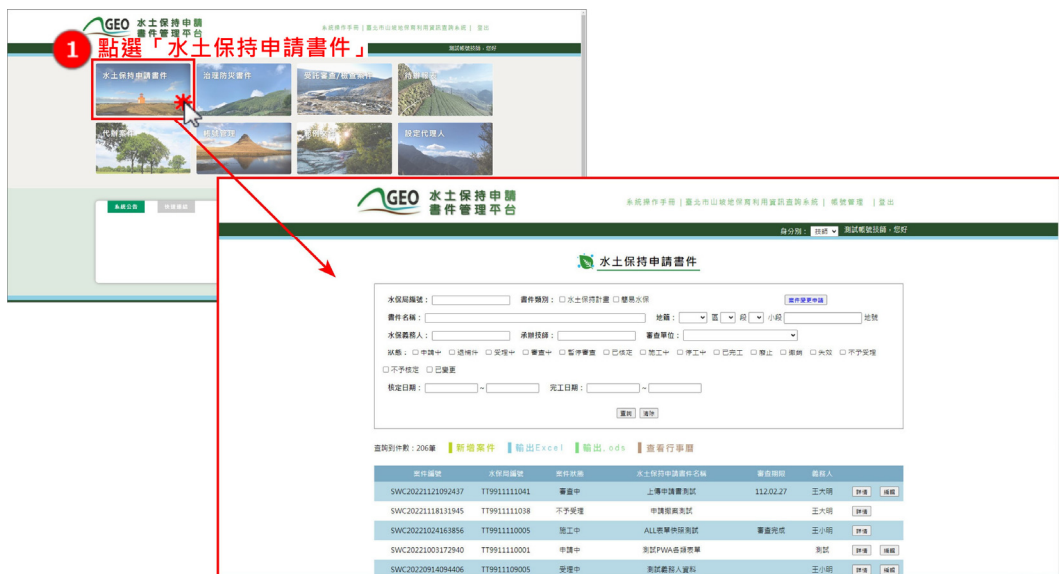 GEO 水土保持申請
書件管理平台
系統操作手冊 | 臺北市山坡地保育利用資訊查詢系統 | 登出
測試帳號技師，您好
1 點選「水土保持申請書件」
水土保持申請書件 治理防災書件 受託審查/檢查案件
代辦案件 帳號管理 設定代理人
系統公告
GEO 水土保持申請
書件管理平台
系統操作手冊 | 臺北市山坡地保育利用資訊查詢系統 | 帳號管理 | 登出
身分別： 技師 測試帳號技師，您好
水土保持申請書件
水保局編號： 書件類別： 水土保持計畫 簡易水保 案件變更申請
書件名稱： 地籍： 區 段 小段 地號
水保義務人： 承辦技師： 審查單位：
狀態： 申請中 退補件 受理中 審查中 暫停審查 已核定 施工中 停工中 已完工 廢止 撤銷 失效 不予受理
不予核定 已變更
核定日期： ~ 完工日期： ~
查詢 清除
查詢到件數：206筆 新增案件 輸出Excel 輸出.ods 查看行事曆
案件編號 水保局編號 案件狀態 水土保持申請書件名稱 審查期限 義務人
SWC20221121092437 TT9911111041 審查中 上傳申請書測試 112.02.27 王大明 詳情 編輯
SWC20221118131945 TT9911111038 不予受理 申請撤案測試 王大明 詳情
SWC20221024163856 TT9911110005 施工中 ALL表單快照測試 審查完成 王小明 詳情
SWC20221003172940 TT9911110001 申請中 測試PWA各類表單 測試 詳情 編輯
SWC20220914094406 TT9911109005 受理中 測試義務人資料 王小明 詳情 編輯